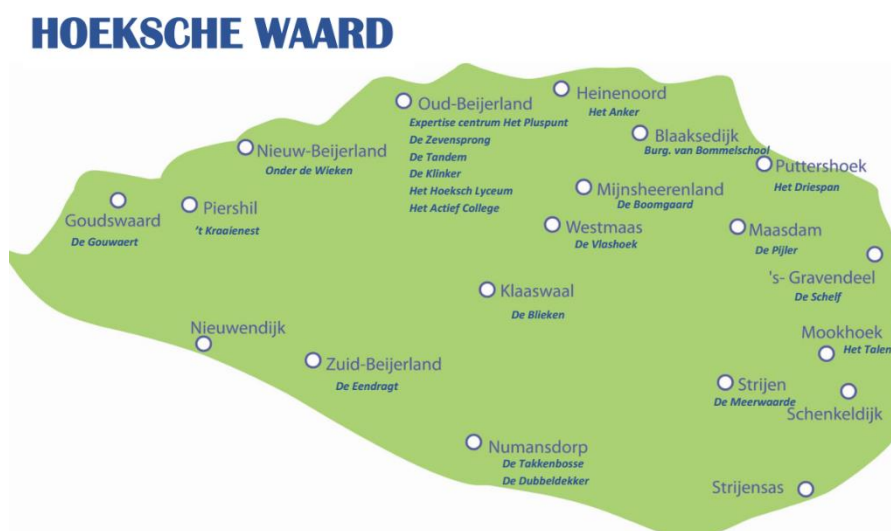 HOEKSCHE WAARD
Oud-Beijerland
Expertise centrum Het Pluspunt
De Zevensprong
De Tandem
De Klinker
Het Hoeksch Lyceum
Het Actief College
Heinenoord
Het Anker
Blaaksedijk
Burg. van Bommelschool
Nieuw-Beijerland
Onder de Wieken
Puttershoek
Het Driespan
Mijnsheerenland
De Boomgaard
Goudswaard
De Gouwaert
Piershil
't Kraaienest
Westmaas
De Vlashoek
Maasdam
De Pijler
's- Gravendeel
De Schelf
Klaaswaal
De Blieken
Nieuwendijk
Mookhoek
Het Talen
Zuid-Beijerland
De Eendragt
Strijen
De Meerwaarde
Schenkeldijk
Numansdorp
De Takkenbosse
De Dubbeldekker
Strijensas